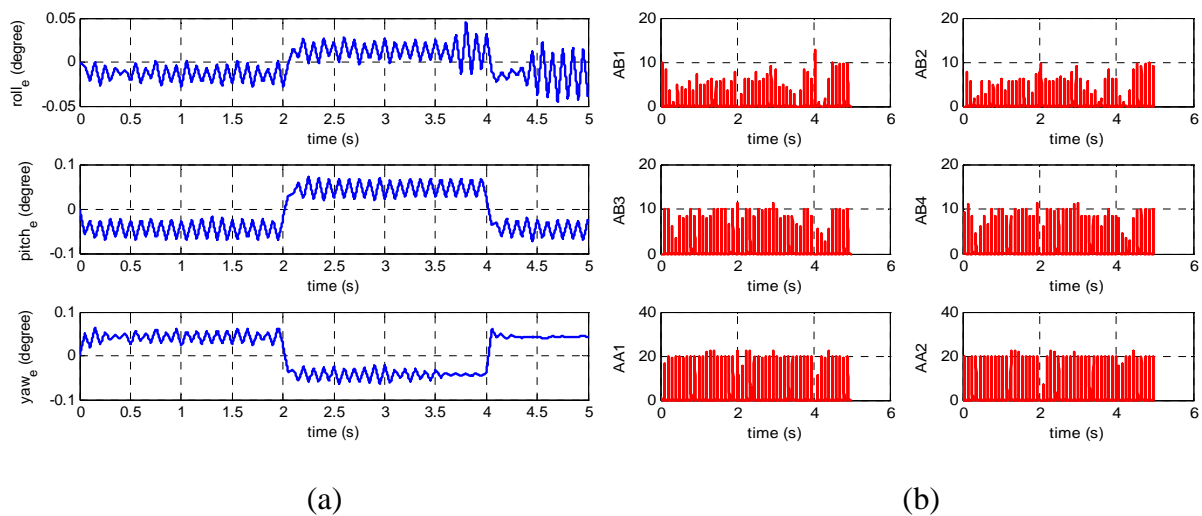 roll_e (degree)
0.05
0
-0.05
0 0.5 1 1.5 2 2.5 3 3.5 4 4.5 5
time (s)
pitch_e (degree)
0.1
0
-0.1
0 0.5 1 1.5 2 2.5 3 3.5 4 4.5 5
time (s)
yaw_e (degree)
0.1
0
-0.1
0 0.5 1 1.5 2 2.5 3 3.5 4 4.5 5
time (s)
(a)
AB1
20
10
0
0 2 4 6
time (s)
AB2
20
10
0
0 2 4 6
time (s)
AB3
20
10
0
0 2 4 6
time (s)
AB4
20
10
0
0 2 4 6
time (s)
AA1
40
20
0
0 2 4 6
time (s)
AA2
40
20
0
0 2 4 6
time (s)
(b)